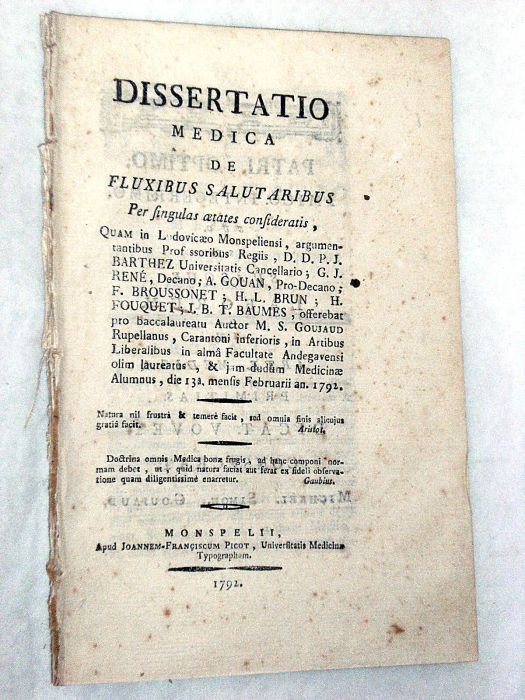 DISSERTATIO
MEDICA
DE
FLUXIBUS SALUTARIBUS
Per singulas ætates consideratis,
QUAM in Ludovicæo Monspeliensi, argumen-
tantibus Professoribus Regiis, D. D. P. J.
BARTHEZ Universitatis Cancellario; G. J.
RENÉ, Decano; A. GOUAN, Pro-Decano;
F. BROUSSONET; H. L. BRUN; H.
FOUQUET; J. B. T. BAUMES, offerebat
pro baccalaureatu Auctor M. S. GOUJAUD
Rupellanus, Carantoni inferioris, in Artibus
Liberalibus in almâ Facultate Andegavensi
olim laureatus, & jam dudùm Medicinæ
Alumnus, die 13â. mensis Februarii an. 1792.
Natura nil frustrà & temerè facit, sed omnia finis alicujus
gratiâ facit. Aristot.
Doctrina omnis Medica bonæ frugis, ad hanc componi nor-
mam debet, ut, quid natura faciat aut ferat ex fideli observa-
tione quam diligentissimè enarretur. Gaubius.
MONSPELII,
Apud JOANNEM-FRANÇISCUM PICOT, Universitatis Medicinæ
Typographum.
1792.